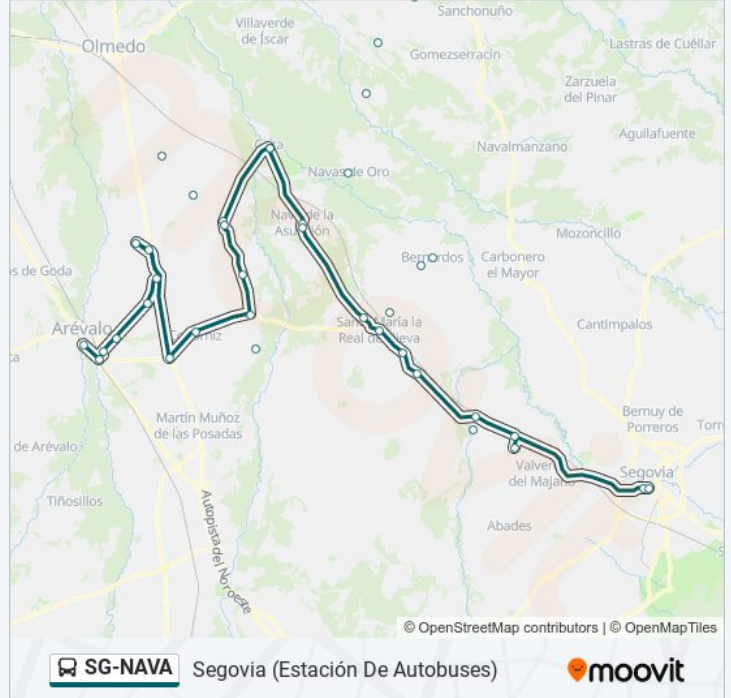 Sanchonuño
Villaverde
de Íscar
Olmedo
Lastras de Cuéllar
Gomezserracín
Zarzuela
del Pinar
Aguilafuente
Navalmanzano
Navas de Oro
Nava de la
Asunción
Mozoncillo
Bernardos
Carbonero
el Mayor
s de Goda
Arévalo
Santa María la
Real de Nieva
Cantimpalos
Martín Muñoz
de las Posadas
Bernuy de
Porreros
Torre
de Arévalo
Segovia
Valver
del Majano
Tiñosillos
Abades
Autopista del Noroeste
© OpenStreetMap contributors | © OpenMapTiles
SG-NAVA
Segovia (Estación De Autobuses)
moovit